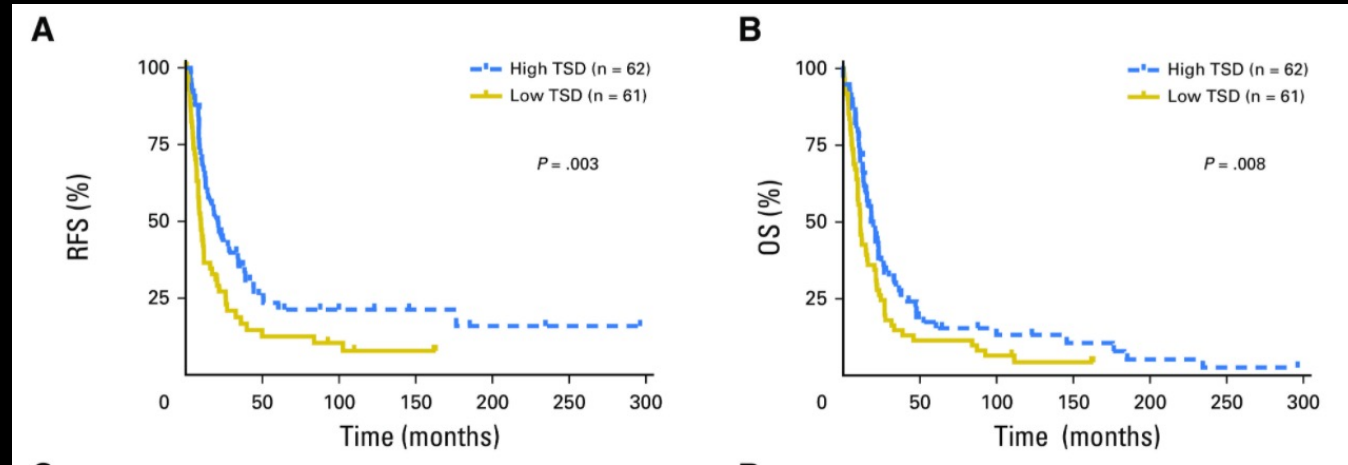 A
100
75
50
25
RFS (%)
High TSD (n = 62)
Low TSD (n = 61)
P = .003
0 50 100 150 200 250 300
Time (months)
B
100
75
50
25
OS (%)
High TSD (n = 62)
Low TSD (n = 61)
P = .008
0 50 100 150 200 250 300
Time (months)